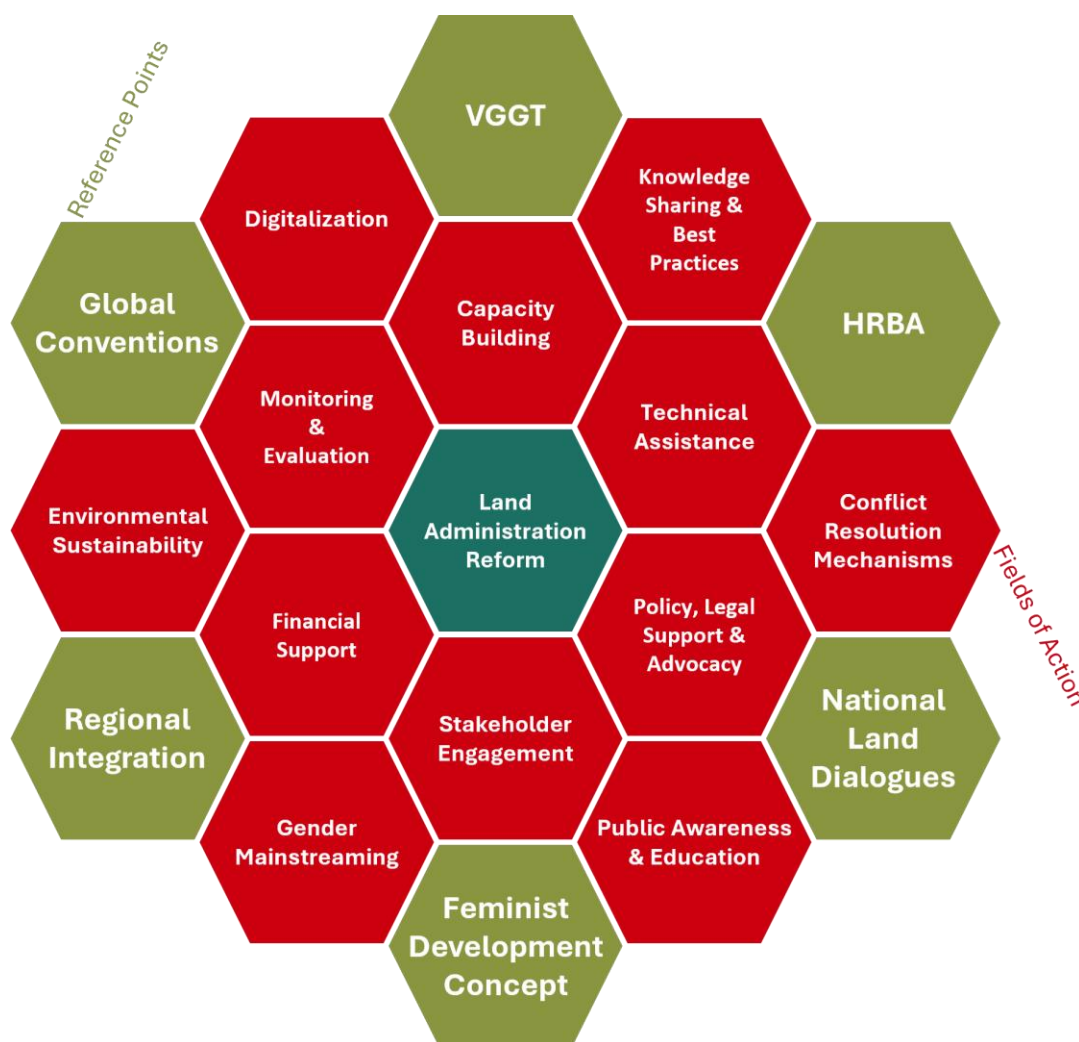 Reference Points
VGGT
Digitalization
Knowledge
Sharing &
Best
Practices
Global
Conventions
Capacity
Building
HRBA
Monitoring
&
Evaluation
Technical
Assistance
Environmental
Sustainability
Land
Administration
Reform
Conflict
Resolution
Mechanisms
Fields of Action
Financial
Support
Policy, Legal
Support &
Advocacy
Regional
Integration
Stakeholder
Engagement
National
Land
Dialogues
Gender
Mainstreaming
Public Awareness
& Education
Feminist
Development
Concept